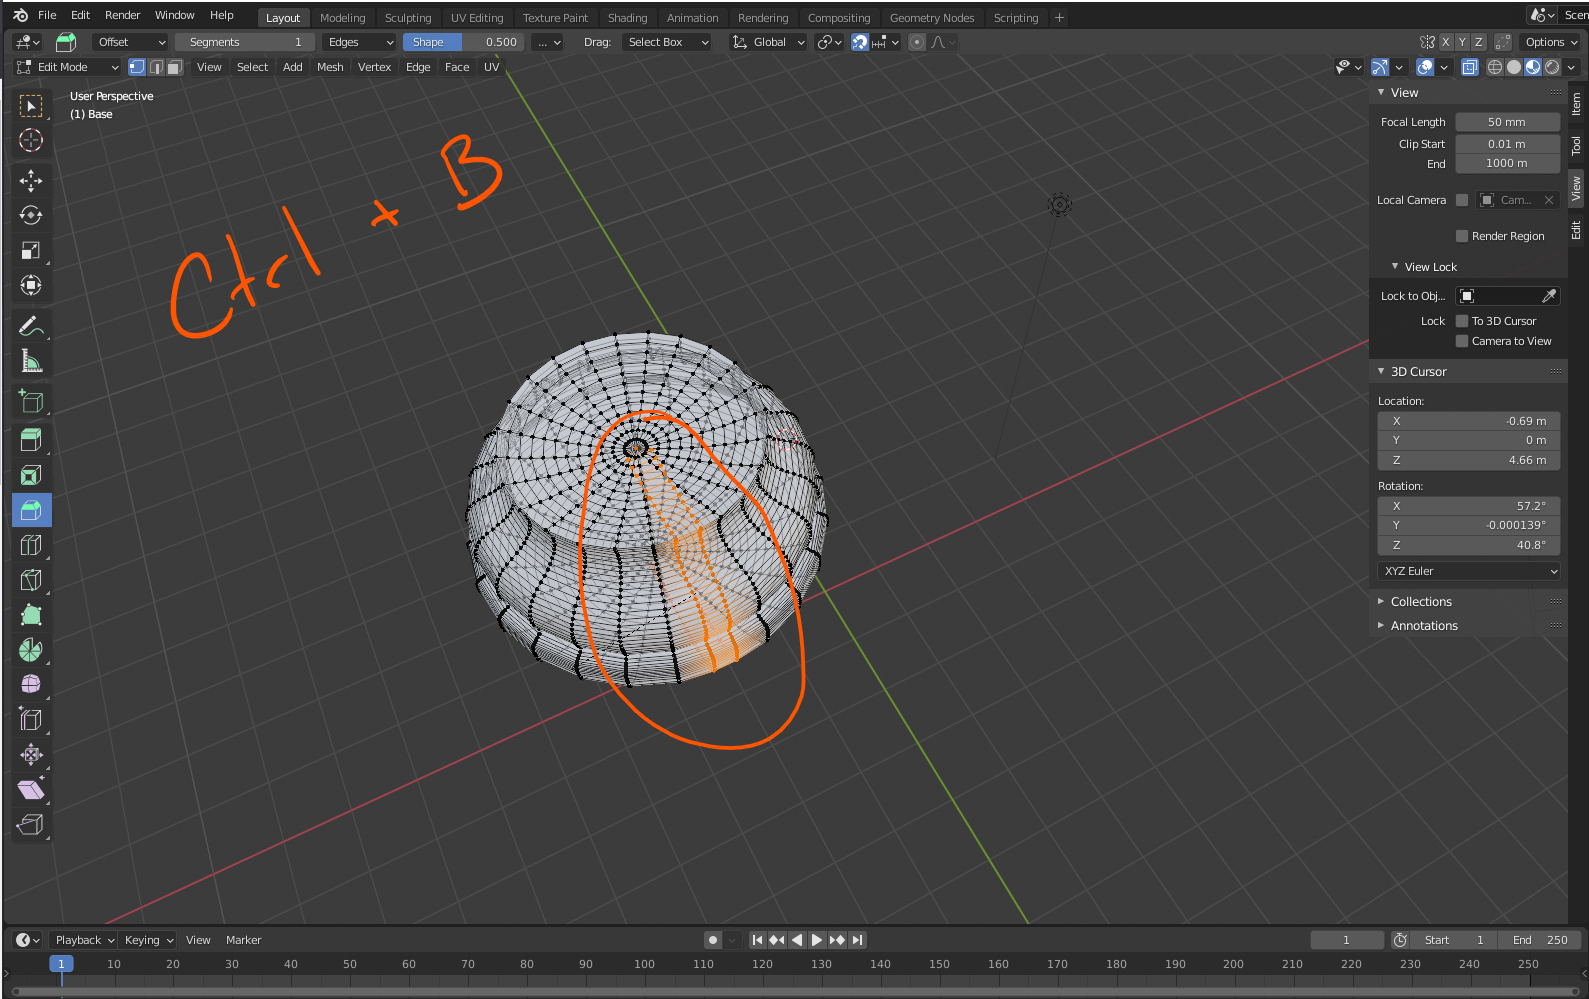 File Edit Render Window Help Layout Modeling Sculpting UV Editing Texture Paint Shading Animation Rendering Compositing Geometry Nodes Scripting + Scen
Offset Segments 1 Edges Shape 0.500 ... Drag: Select Box Global X Y Z Options
Edit Mode View Select Add Mesh Vertex Edge Face UV
User Perspective
(1) Base
Ctrl + B
View
Focal Length 50 mm
Clip Start 0.01 m
End 1000 m
Local Camera Cam...
Render Region
View Lock
Lock to Obj...
Lock To 3D Cursor
Camera to View
3D Cursor
Location:
X -0.69 m
Y 0 m
Z 4.66 m
Rotation:
X 57.2°
Y -0.000139°
Z 40.8°
XYZ Euler
Collections
Annotations
Item
Tool
View
Edit
Playback Keying View Marker 1 Start 1 End 250
1 10 20 30 40 50 60 70 80 90 100 110 120 130 140 150 160 170 180 190 200 210 220 230 240 250